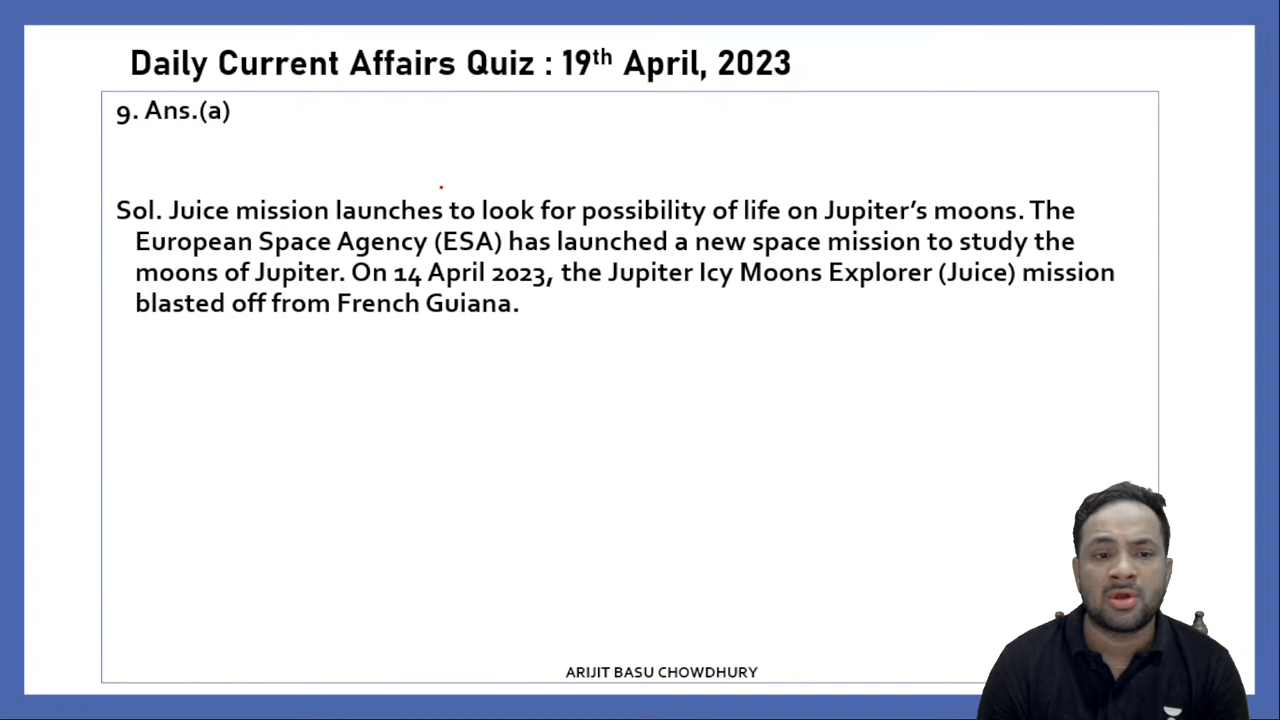 Daily Current Affairs Quiz : 19th April, 2023
9. Ans.(a)
Sol. Juice mission launches to look for possibility of life on Jupiter’s moons. The
European Space Agency (ESA) has launched a new space mission to study the
moons of Jupiter. On 14 April 2023, the Jupiter Icy Moons Explorer (Juice) mission
blasted off from French Guiana.
ARIJIT BASU CHOWDHURY